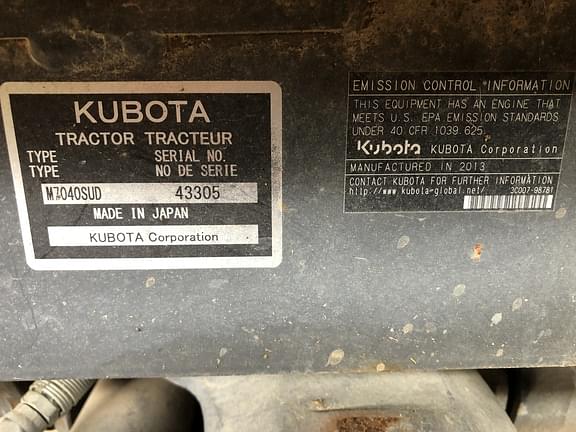 KUBOTA
TRACTOR TRACTEUR
TYPE SERIAL NO.
TYPE NO DE SERIE
M7040SUD 43305
MADE IN JAPAN
KUBOTA Corporation
EMISSION CONTROL INFORMATION
THIS EQUIPMENT HAS AN ENGINE THAT
MEETS U.S. EPA EMISSION STANDARDS
UNDER 40 CFR 1039.625.
Kubota KUBOTA Corporation
MANUFACTURED IN 2013
CONTACT KUBOTA FOR FURTHER INFORMATION
http://www.kubota-global.net/ 3C007-98781